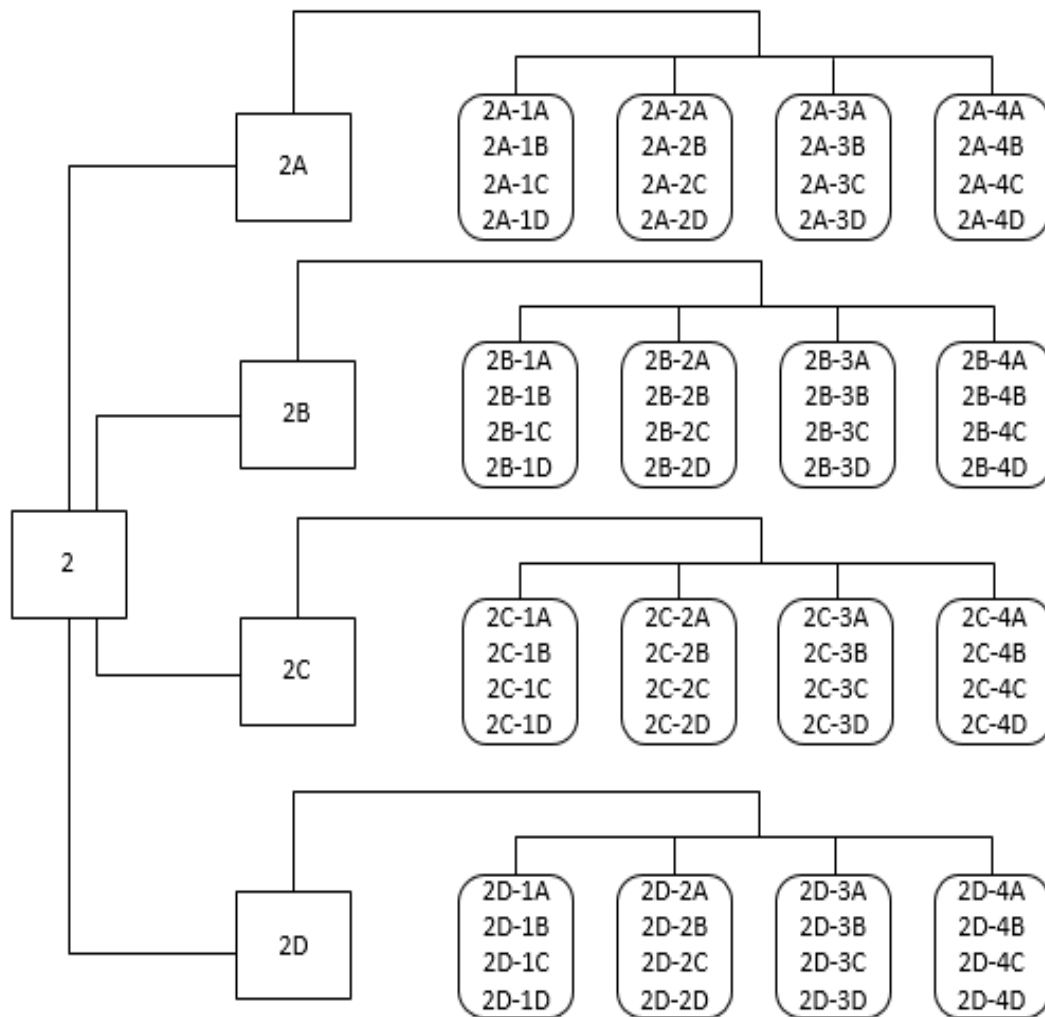 2A-1A 2A-2A 2A-3A 2A-4A
2A-1B 2A-2B 2A-3B 2A-4B
2A
2A-1C 2A-2C 2A-3C 2A-4C
2A-1D 2A-2D 2A-3D 2A-4D
2B-1A 2B-2A 2B-3A 2B-4A
2B-1B 2B-2B 2B-3B 2B-4B
2B
2B-1C 2B-2C 2B-3C 2B-4C
2B-1D 2B-2D 2B-3D 2B-4D
2
2C-1A 2C-2A 2C-3A 2C-4A
2C-1B 2C-2B 2C-3B 2C-4B
2C
2C-1C 2C-2C 2C-3C 2C-4C
2C-1D 2C-2D 2C-3D 2C-4D
2D-1A 2D-2A 2D-3A 2D-4A
2D-1B 2D-2B 2D-3B 2D-4B
2D
2D-1C 2D-2C 2D-3C 2D-4C
2D-1D 2D-2D 2D-3D 2D-4D